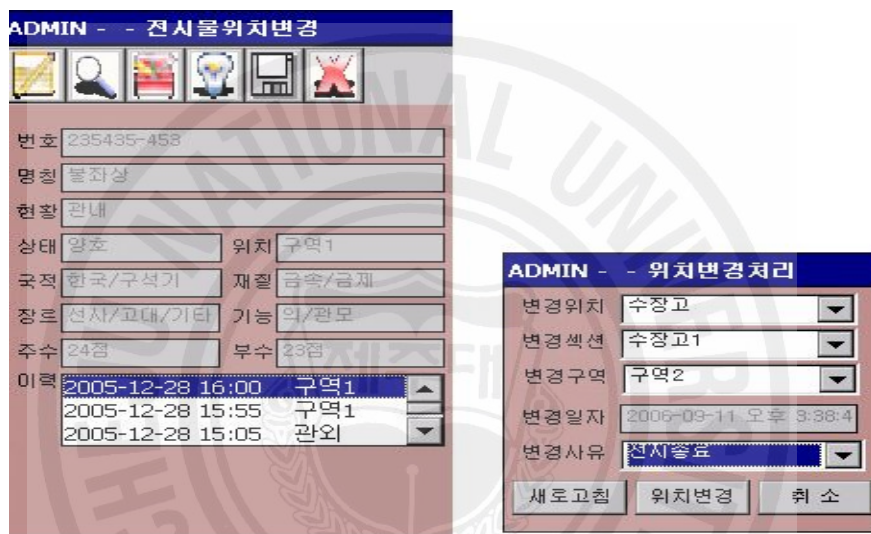 ADMIN - - 전시물위치변경
번호 235435-453
명칭 불좌상
현황 관내
상태 양호 위치 구역1
국적 한국/구석기 재질 금속/금제
장르 선사/고대/기타 기능 의/관모
주수 24점 부수 23점
이력 2005-12-28 16:00 구역1
2005-12-28 15:55 구역1
2005-12-28 15:05 관외
ADMIN - - 위치변경처리
변경위치 수장고
변경섹션 수장고1
변경구역 구역2
변경일자 2006-09-11 오후 3:38:4
변경사유 전시종료
새로고침 위치변경 취 소
NATIONAL UNIVERSITY
제주대